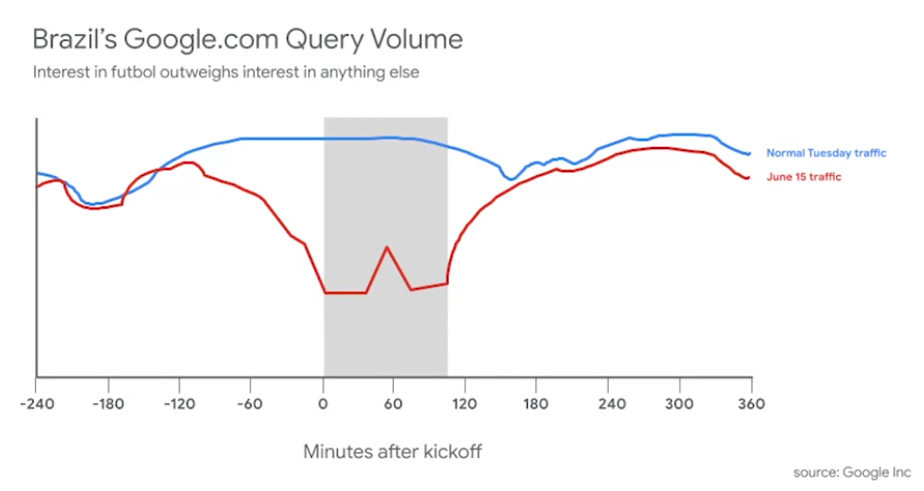 Brazil's Google.com Query Volume
Interest in futbol outweighs interest in anything else
Normal Tuesday traffic
June 15 traffic
-240 -180 -120 -60 0 60 120 180 240 300 360
Minutes after kickoff
source: Google Inc